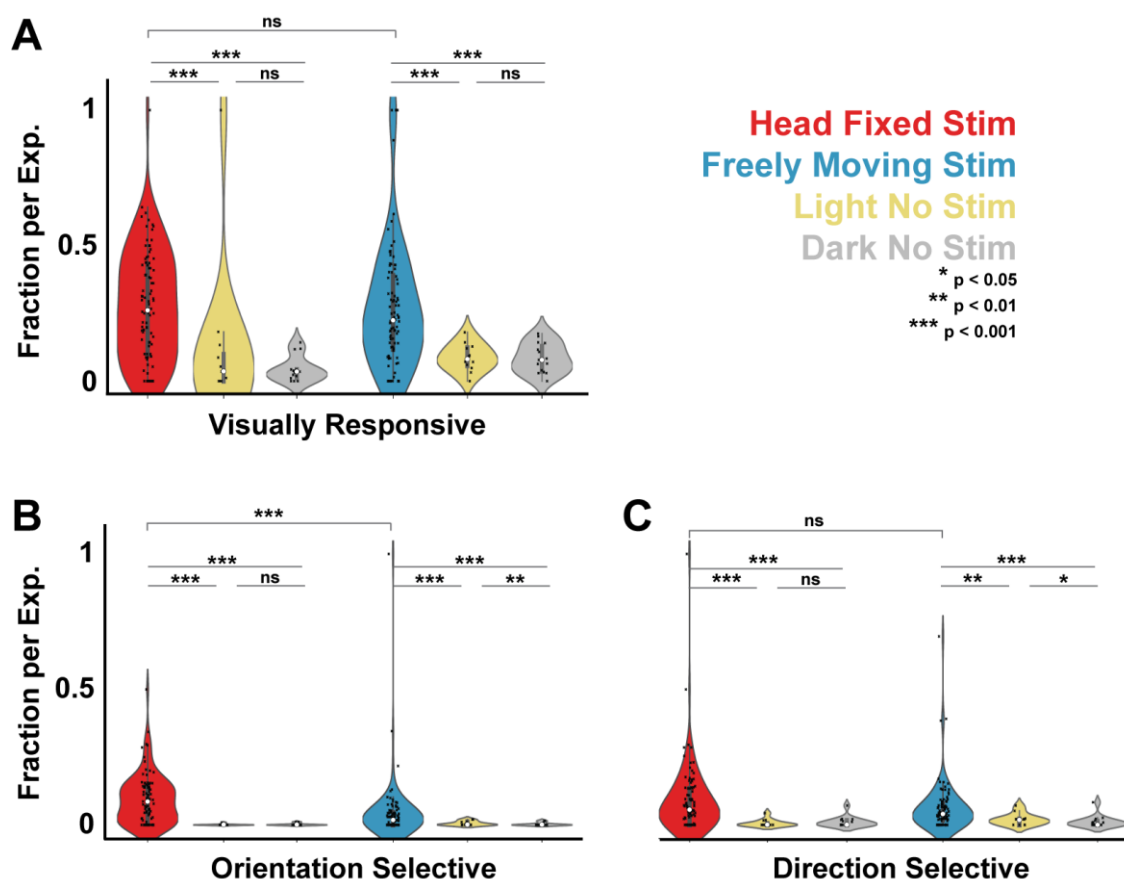 A
ns
*** ***
*** ns *** ns
1
0.5
0
Fraction per Exp.
Visually Responsive
Head Fixed Stim
Freely Moving Stim
Light No Stim
Dark No Stim
* p < 0.05
** p < 0.01
*** p < 0.001
B
***
*** ***
*** ns *** **
1
0.5
0
Fraction per Exp.
Orientation Selective
C
ns
*** ***
*** ns ** *
Direction Selective